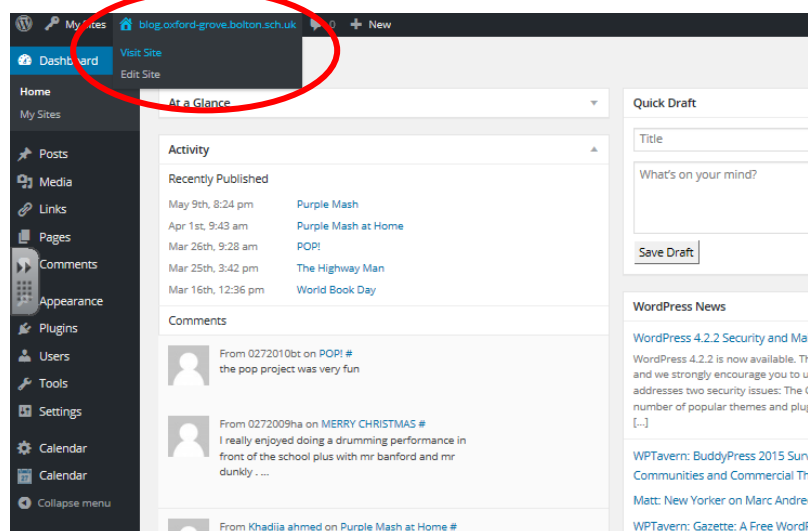 My Sites blog.oxford-grove.bolton.sch.uk 0 New
Visit Site
Edit Site
Dashboard
Home
My Sites
Posts
Media
Links
Pages
Comments
Appearance
Plugins
Users
Tools
Settings
Calendar
Calendar
Collapse menu
At a Glance
Activity
Recently Published
May 9th, 8:24 pm Purple Mash
Apr 1st, 9:43 am Purple Mash at Home
Mar 26th, 9:28 am POP!
Mar 25th, 3:42 pm The Highway Man
Mar 16th, 12:36 pm World Book Day
Comments
From 0272010bt on POP! #
the pop project was very fun
From 0272009ha on MERRY CHRISTMAS #
I really enjoyed doing a drumming performance in
front of the school plus with mr banford and mr
dunkly . ...
From Khadija ahmed on Purple Mash at Home #
Quick Draft
Title
What's on your mind?
Save Draft
WordPress News
WordPress 4.2.2 Security and Ma
WordPress 4.2.2 is now available. Th
and we strongly encourage you to u
addresses two security issues: The
number of popular themes and plug
[...]
WPTavern: BuddyPress 2015 Sur
Communities and Commercial Th
Matt: New Yorker on Marc Andre
WPTavern: Gazette: A Free Word